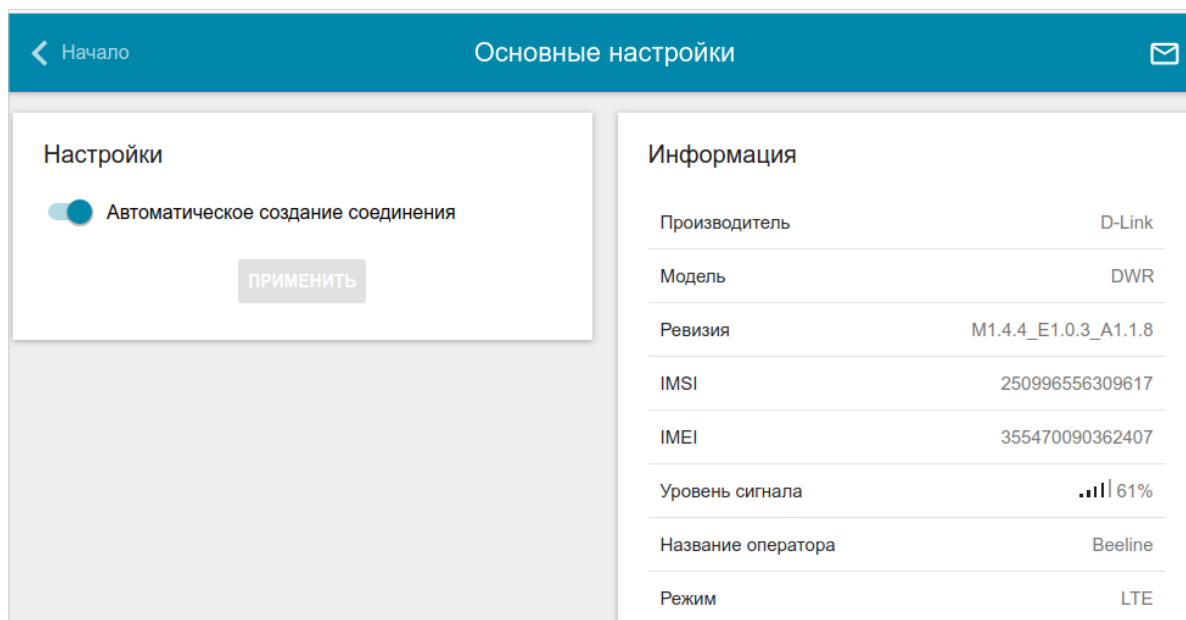 Начало
Основные настройки
Настройки
Автоматическое создание соединения
ПРИМЕНИТЬ
Информация
Производитель D-Link
Модель DWR
Ревизия M1.4.4_E1.0.3_A1.1.8
IMSI 250996556309617
IMEI 355470090362407
Уровень сигнала 61%
Название оператора Beeline
Режим LTE